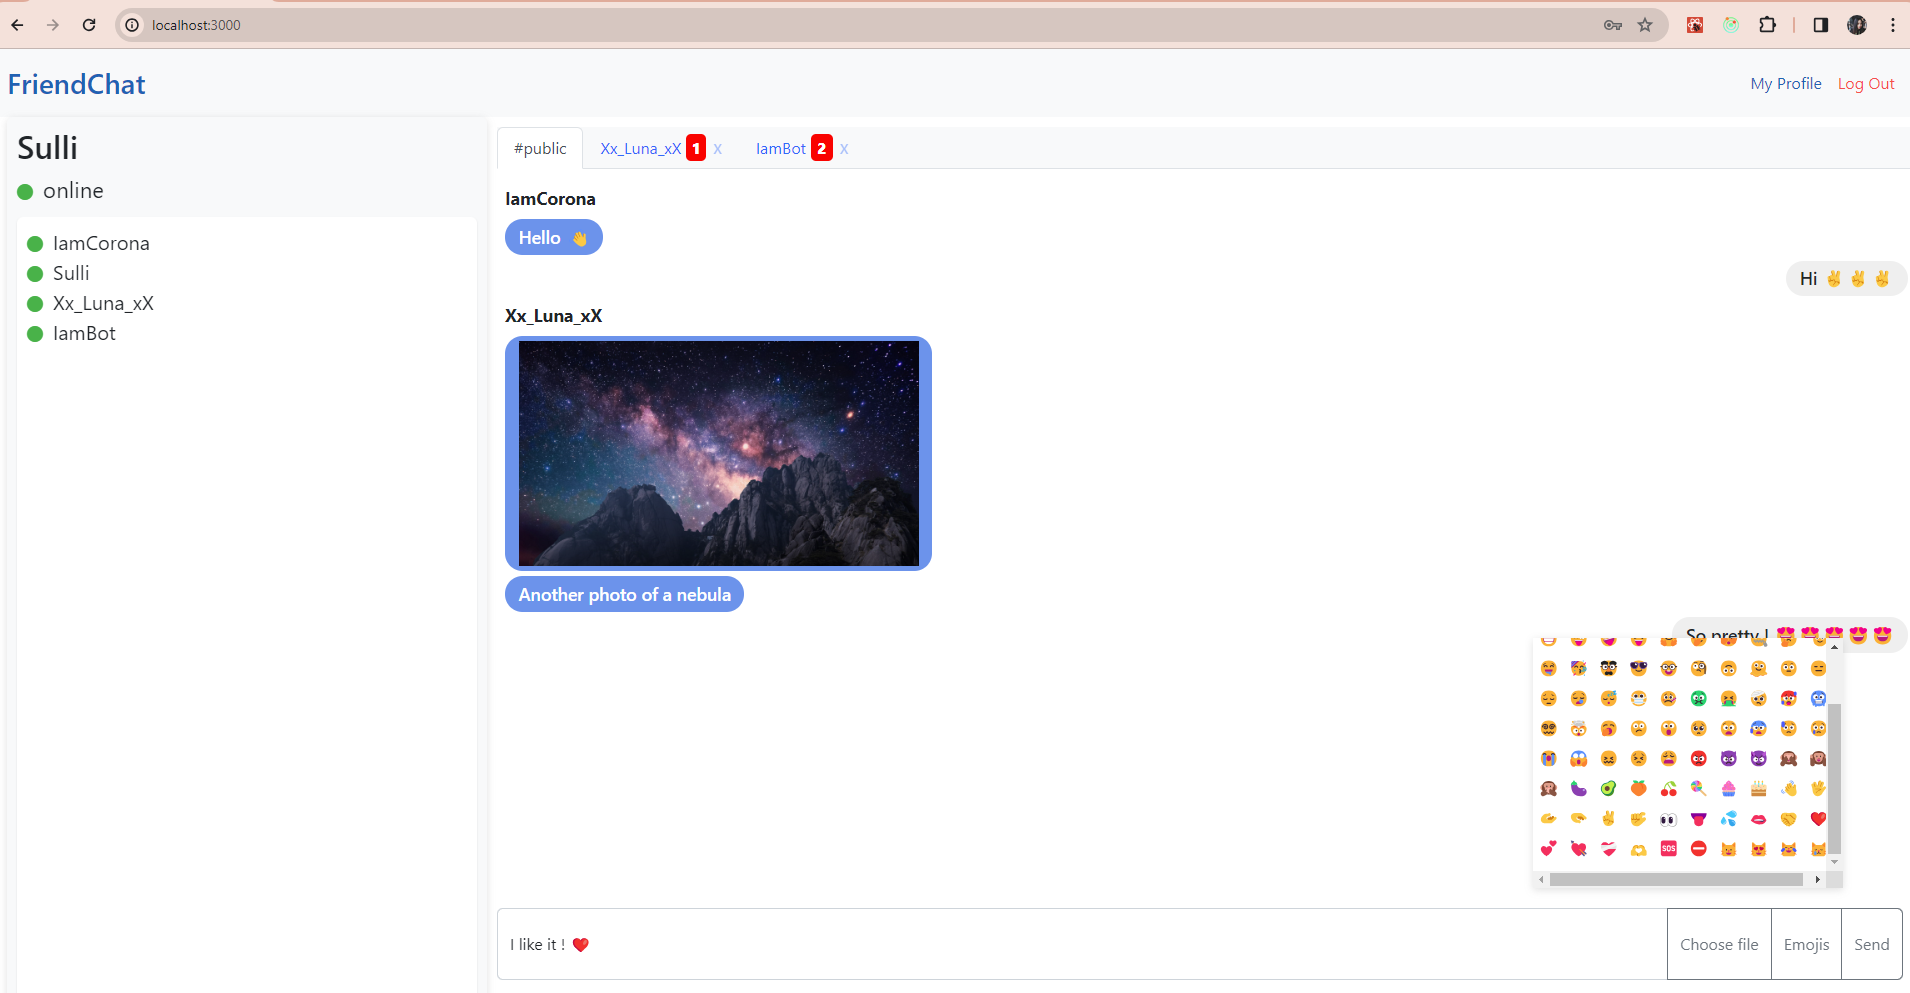 localhost:3000
FriendChat
My Profile
Log Out
Sulli
online
IamCorona
Sulli
Xx_Luna_xX
IamBot
#public
Xx_Luna_xX 1 x
IamBot 2 x
IamCorona
Hello 👋
Hi ✌️ ✌️ ✌️
Xx_Luna_xX
Another photo of a nebula
So pretty ! 😍 😍 😍 😍 😍
SOS
I like it ! ❤️
Choose file
Emojis
Send